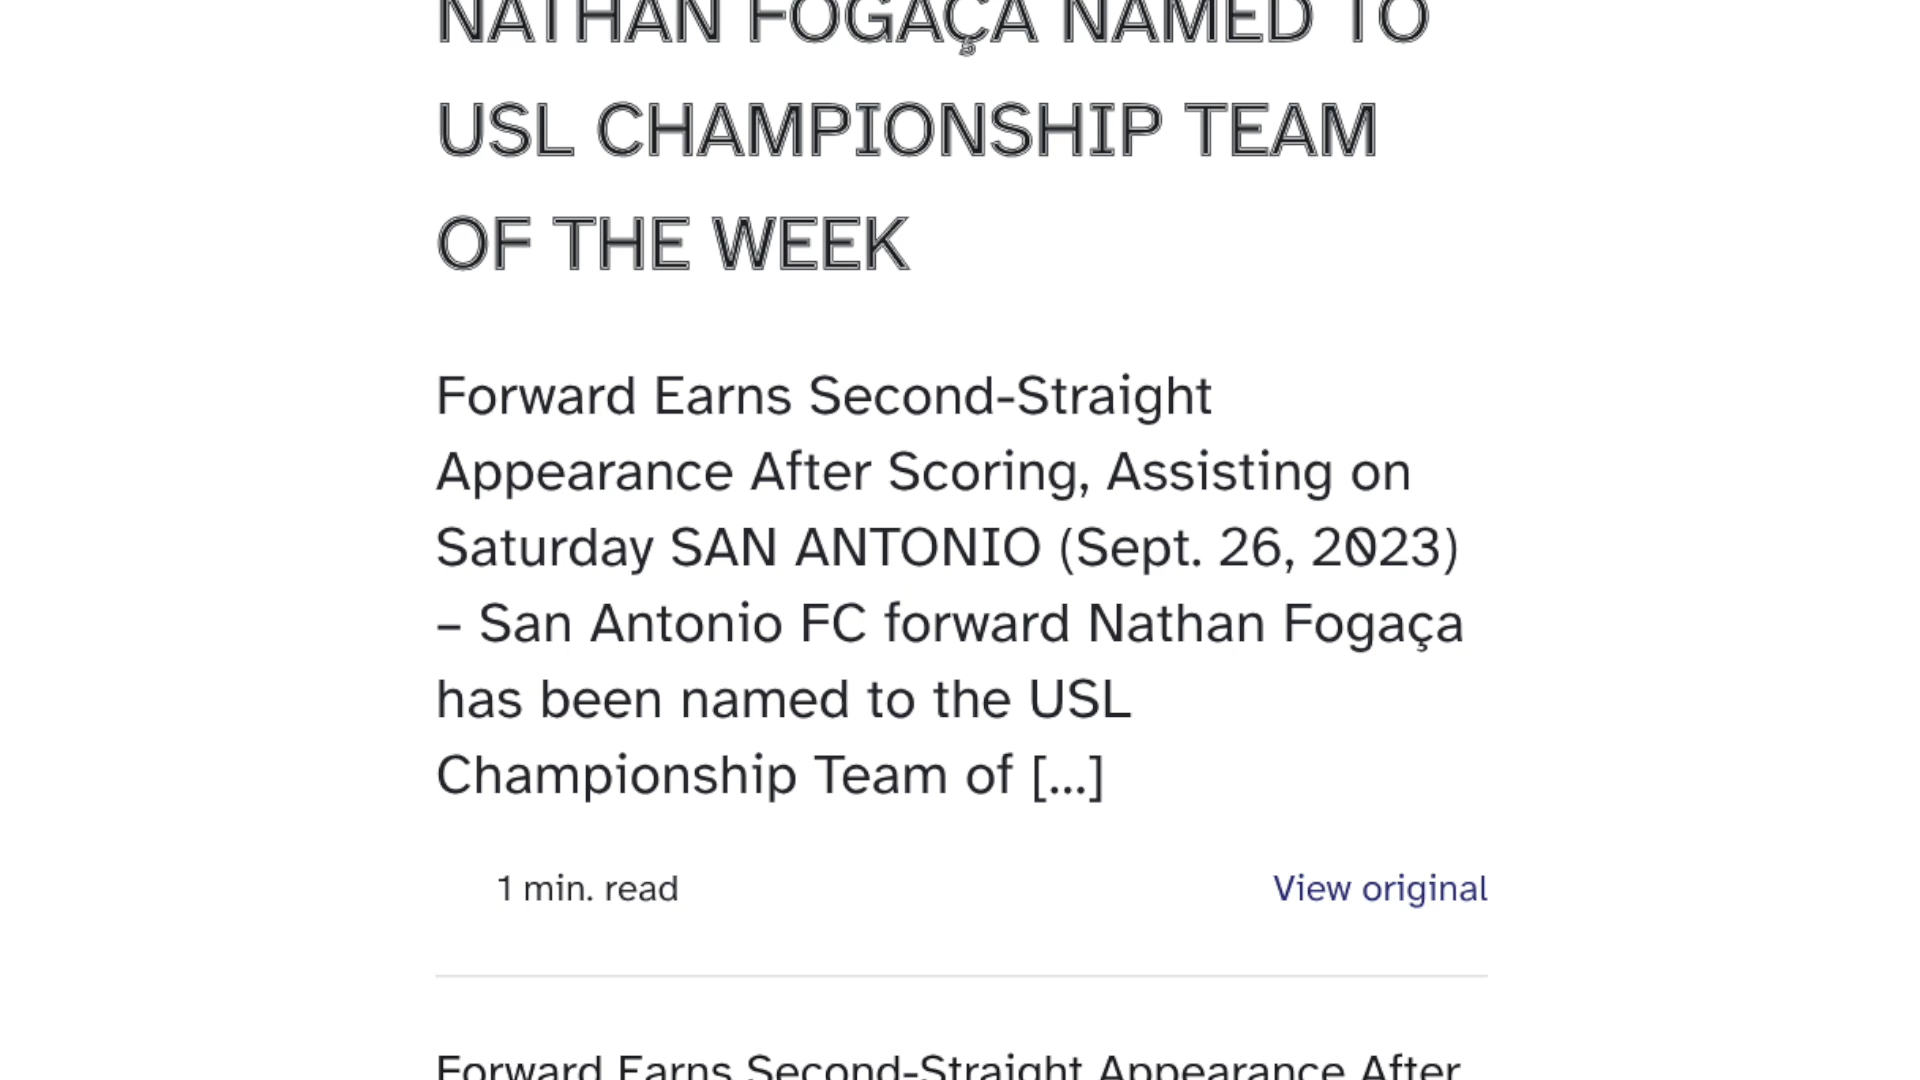 NATHAN FOGAÇA NAMED TO
USL CHAMPIONSHIP TEAM
OF THE WEEK
Forward Earns Second-Straight
Appearance After Scoring, Assisting on
Saturday SAN ANTONIO (Sept. 26, 2023)
– San Antonio FC forward Nathan Fogaça
has been named to the USL
Championship Team of [...]
1 min. read
View original
Forward Earns Second-Straight Appearance After